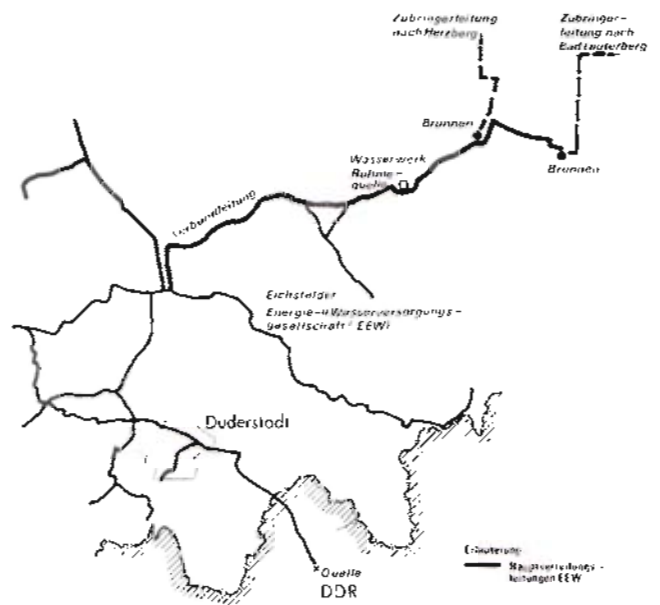 Zubringerleitung
nach Herzberg
Zubringer-
leitung nach
Bad Lauterberg
Brunnen
Brunnen
Wasserwerk
Rhume-
quelle
Verbundleitung
Eichsfelder
Energie-u Wasserversorgungs-
gesellschaft EEW
Duderstadt
Quelle
DDR
Erläuterung
Hauptverteilungs-
leitungen EEW